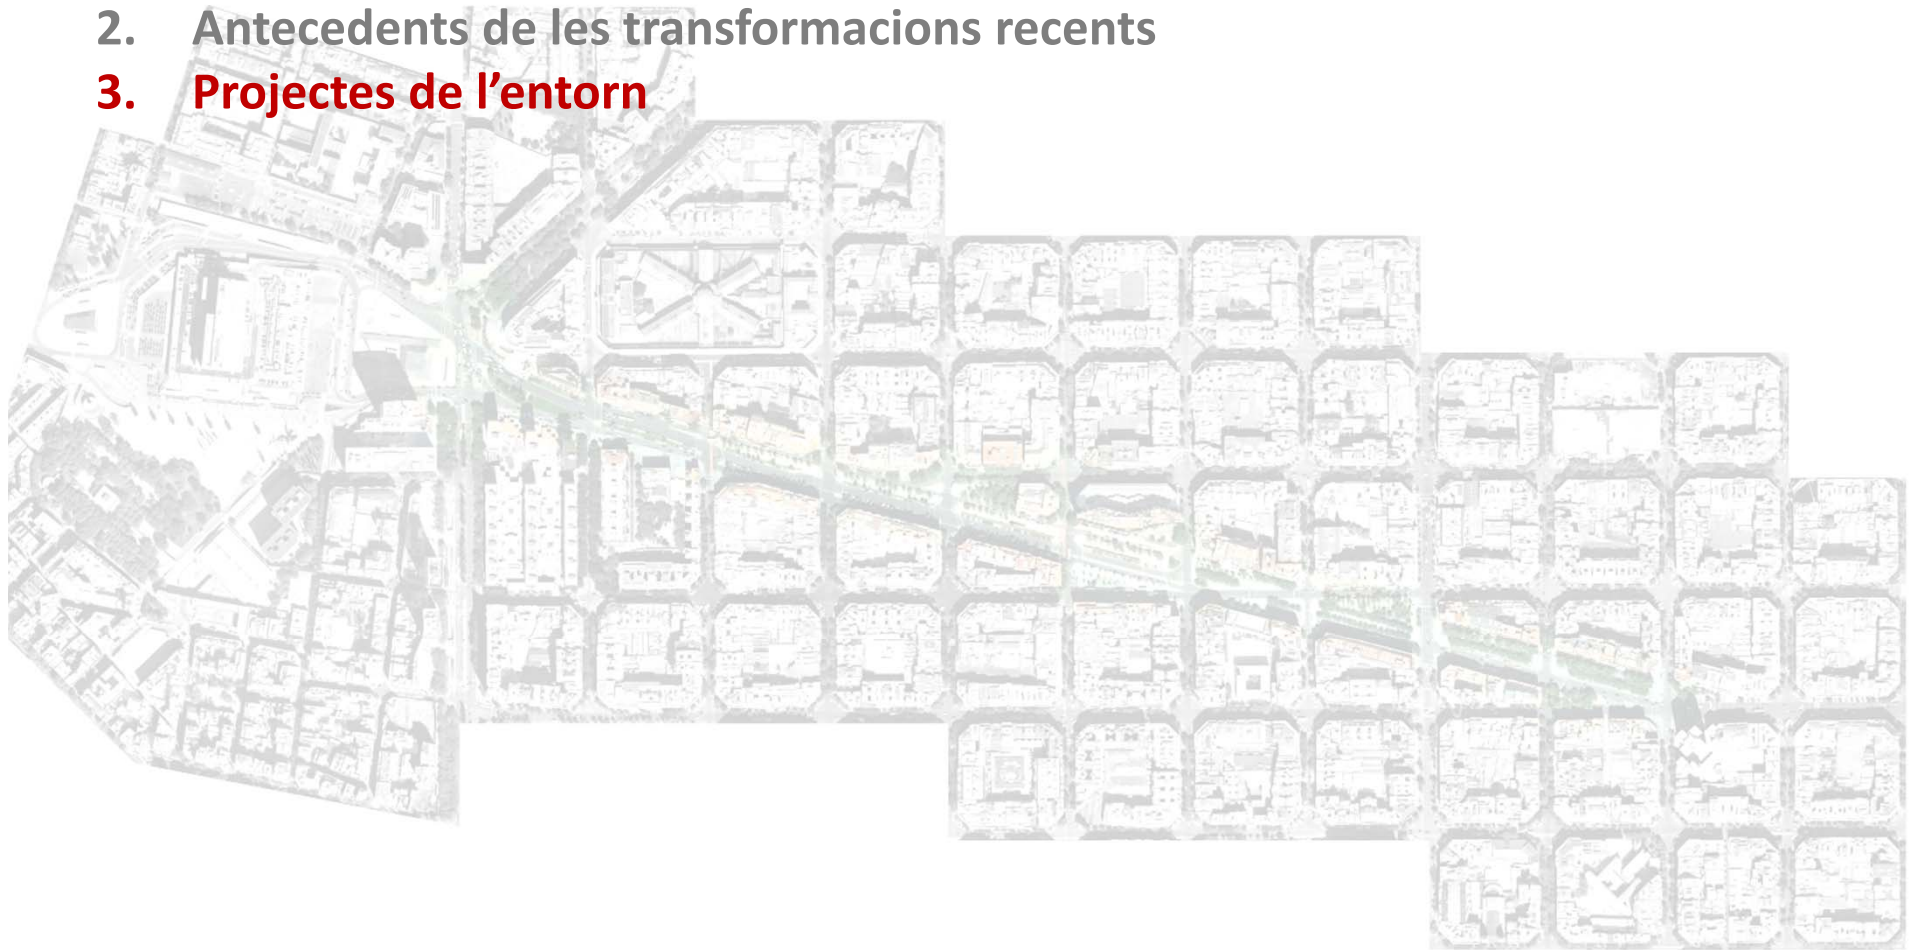 2. Antecedents de les transformacions recents
3. Projectes de l’entorn